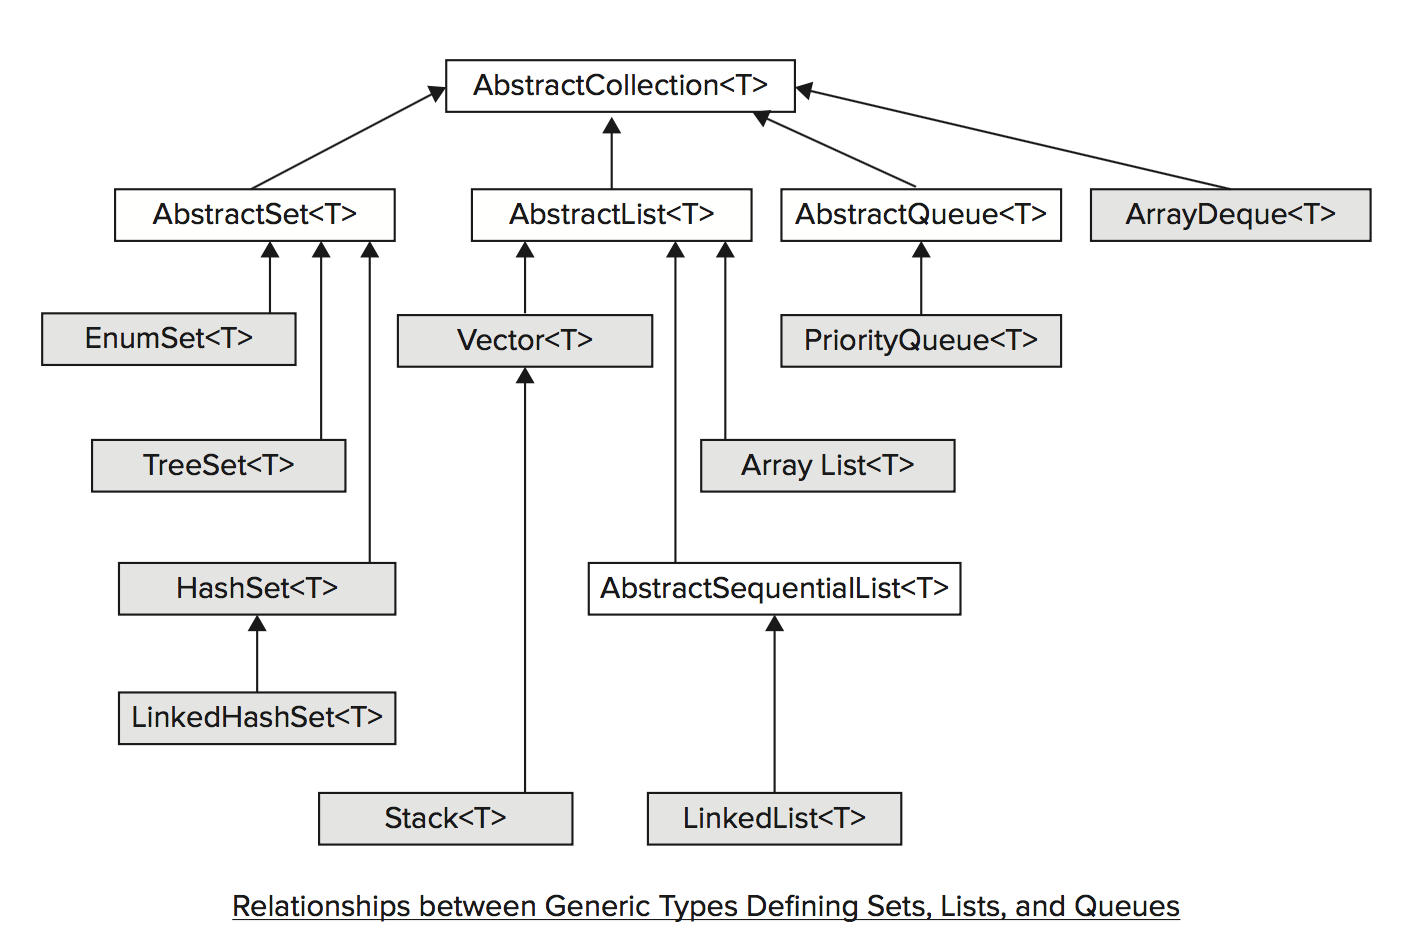 AbstractCollection<T>
AbstractSet<T>
AbstractList<T>
AbstractQueue<T>
ArrayDeque<T>
EnumSet<T>
Vector<T>
PriorityQueue<T>
TreeSet<T>
Array List<T>
HashSet<T>
AbstractSequentialList<T>
LinkedHashSet<T>
Stack<T>
LinkedList<T>
Relationships between Generic Types Defining Sets, Lists, and Queues